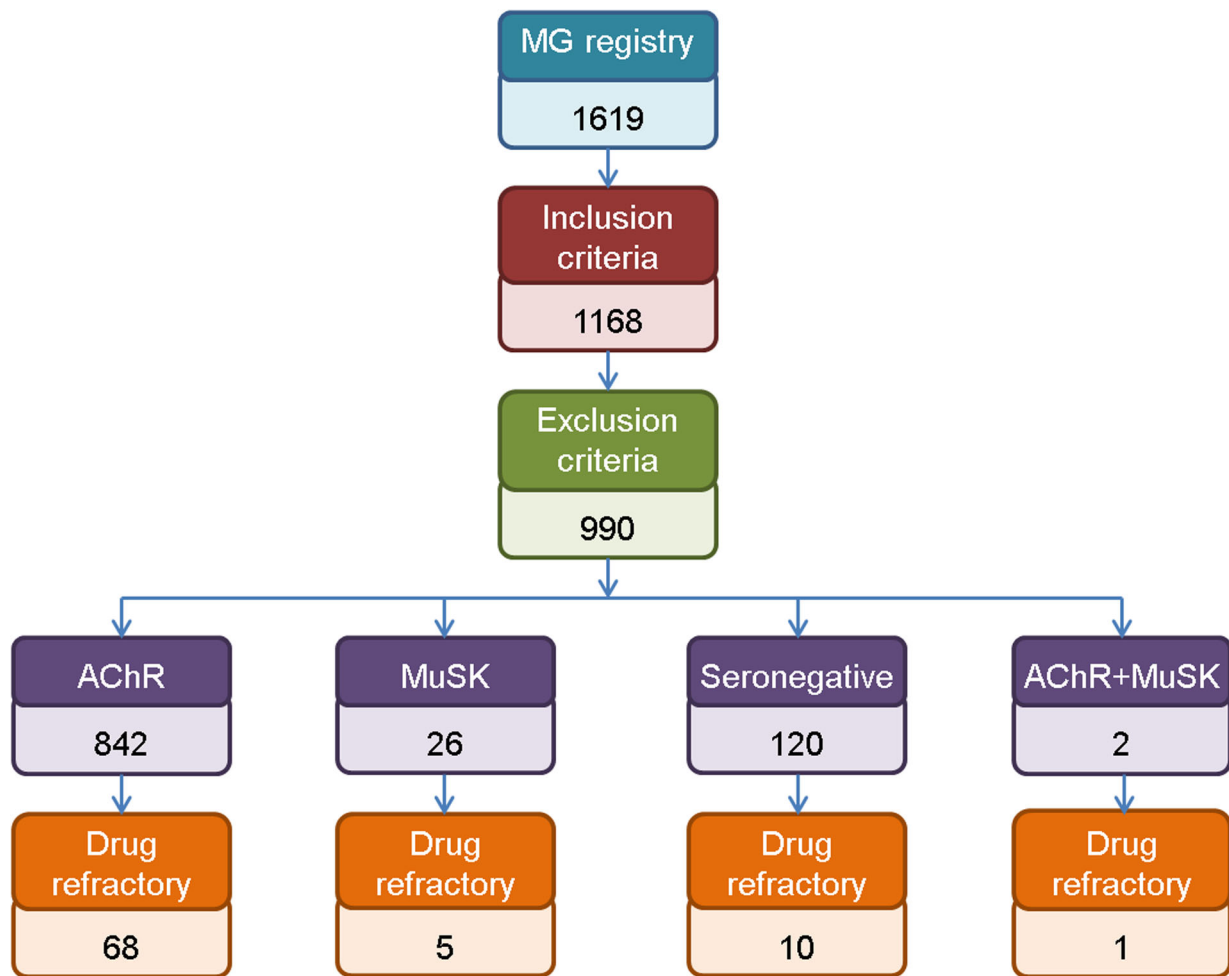 MG registry
1619
Inclusion
criteria
1168
Exclusion
criteria
990
AChR
842
MuSK
26
Seronegative
120
AChR+MuSK
2
Drug
refractory
68
Drug
refractory
5
Drug
refractory
10
Drug
refractory
1